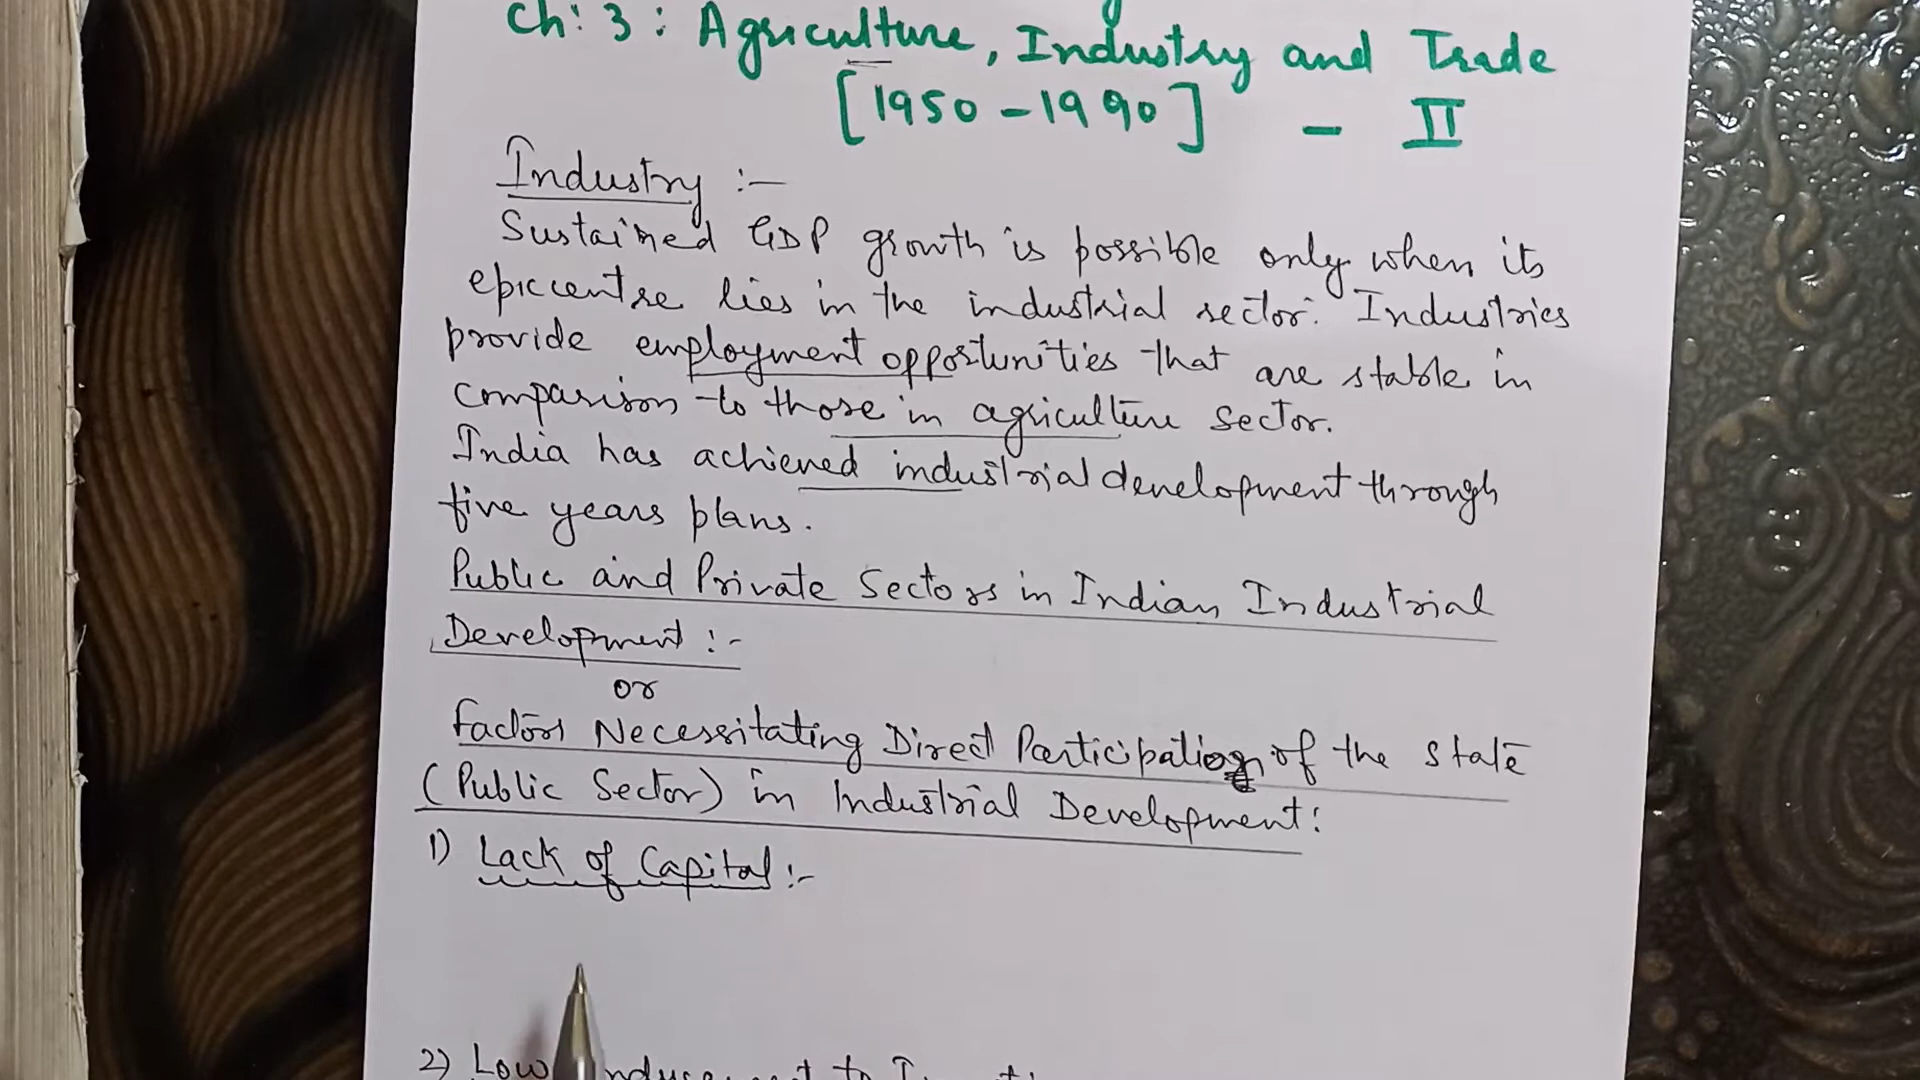 Ch: 3: Agriculture, Industry and Trade
[1950-1990] - II
Industry :-
Sustained GDP growth is possible only when its
epiccentre lies in the industrial sector. Industries
provide employment opportunities that are stable in
comparison to those in agriculture sector.
India has achieved industrial development through
five years plans.
Public and Private Sectors in Indian Industrial
Development :-
or
Factors Necessitating Direct Participation of the state
(Public Sector) in Industrial Development:
1) Lack of Capital :-
2) Low to